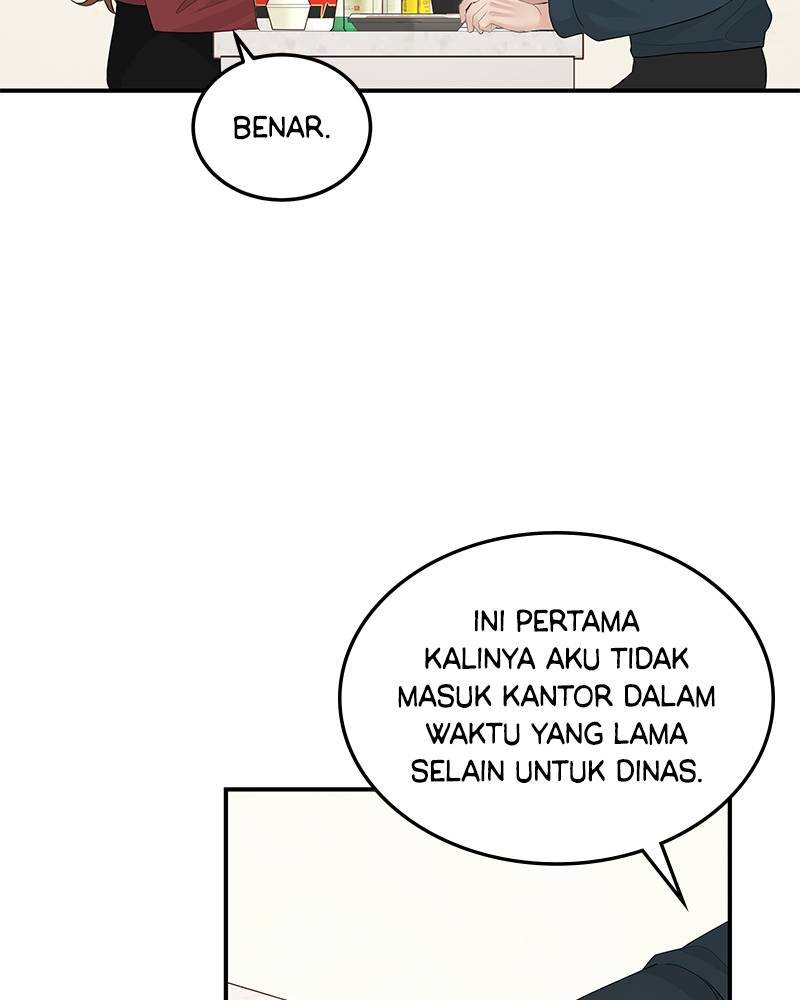 BENAR.
INI PERTAMA
KALINYA AKU TIDAK
MASUK KANTOR DALAM
WAKTU YANG LAMA
SELAIN UNTUK DINAS.